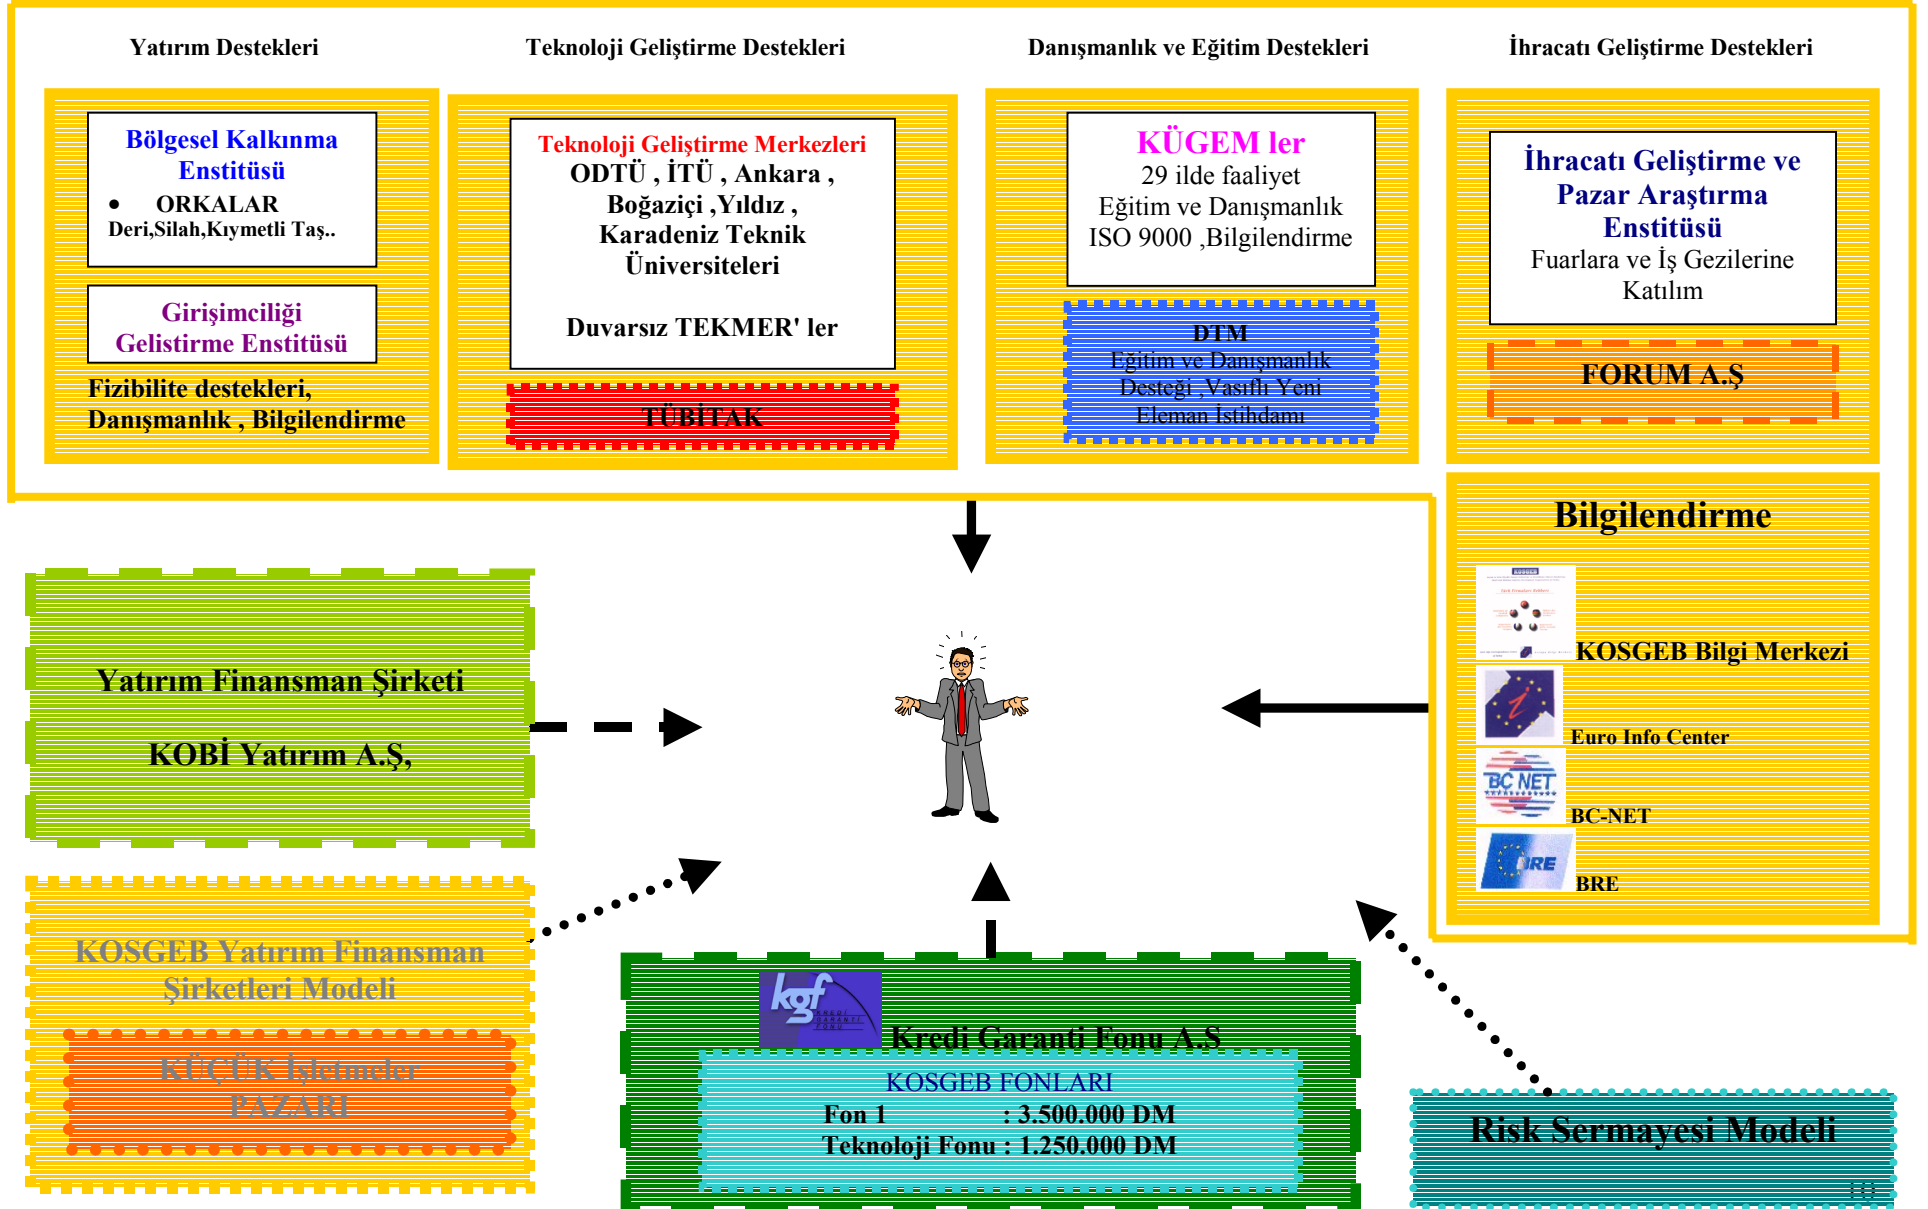 Yatırım Destekleri
Teknoloji Geliştirme Destekleri
Danışmanlık ve Eğitim Destekleri
İhracatı Geliştirme Destekleri
Bölgesel Kalkınma
Enstitüsü
• ORKALAR
Deri,Silah,Kıymetli Taş..
Girişimciliği
Gelistirme Enstitüsü
Fizibilite destekleri,
Danışmanlık , Bilgilendirme
Teknoloji Geliştirme Merkezleri
ODTÜ , İTÜ , Ankara ,
Boğaziçi ,Yıldız ,
Karadeniz Teknik
Üniversiteleri
Duvarsız TEKMER' ler
TÜBİTAK
KÜGEM ler
29 ilde faaliyet
Eğitim ve Danışmanlık
ISO 9000 ,Bilgilendirme
DTM
Eğitim ve Danışmanlık
Desteği ,Vasıflı Yeni
Eleman İstihdamı
İhracatı Geliştirme ve
Pazar Araştırma
Enstitüsü
Fuarlara ve İş Gezilerine
Katılım
FORUM A.Ş
Bilgilendirme
KOSGEB
KOSGEB Bilgi Merkezi
i
Euro Info Center
BC NET
BC-NET
BRE
BRE
Yatırım Finansman Şirketi
KOBİ Yatırım A.Ş,
KOSGEB Yatırım Finansman
Şirketleri Modeli
KÜÇÜK İşletmeler
PAZARI
kgf
KREDİ
GARANTİ
FONU
Kredi Garanti Fonu A.S
KOSGEB FONLARI
Fon 1 : 3.500.000 DM
Teknoloji Fonu : 1.250.000 DM
Risk Sermayesi Modeli